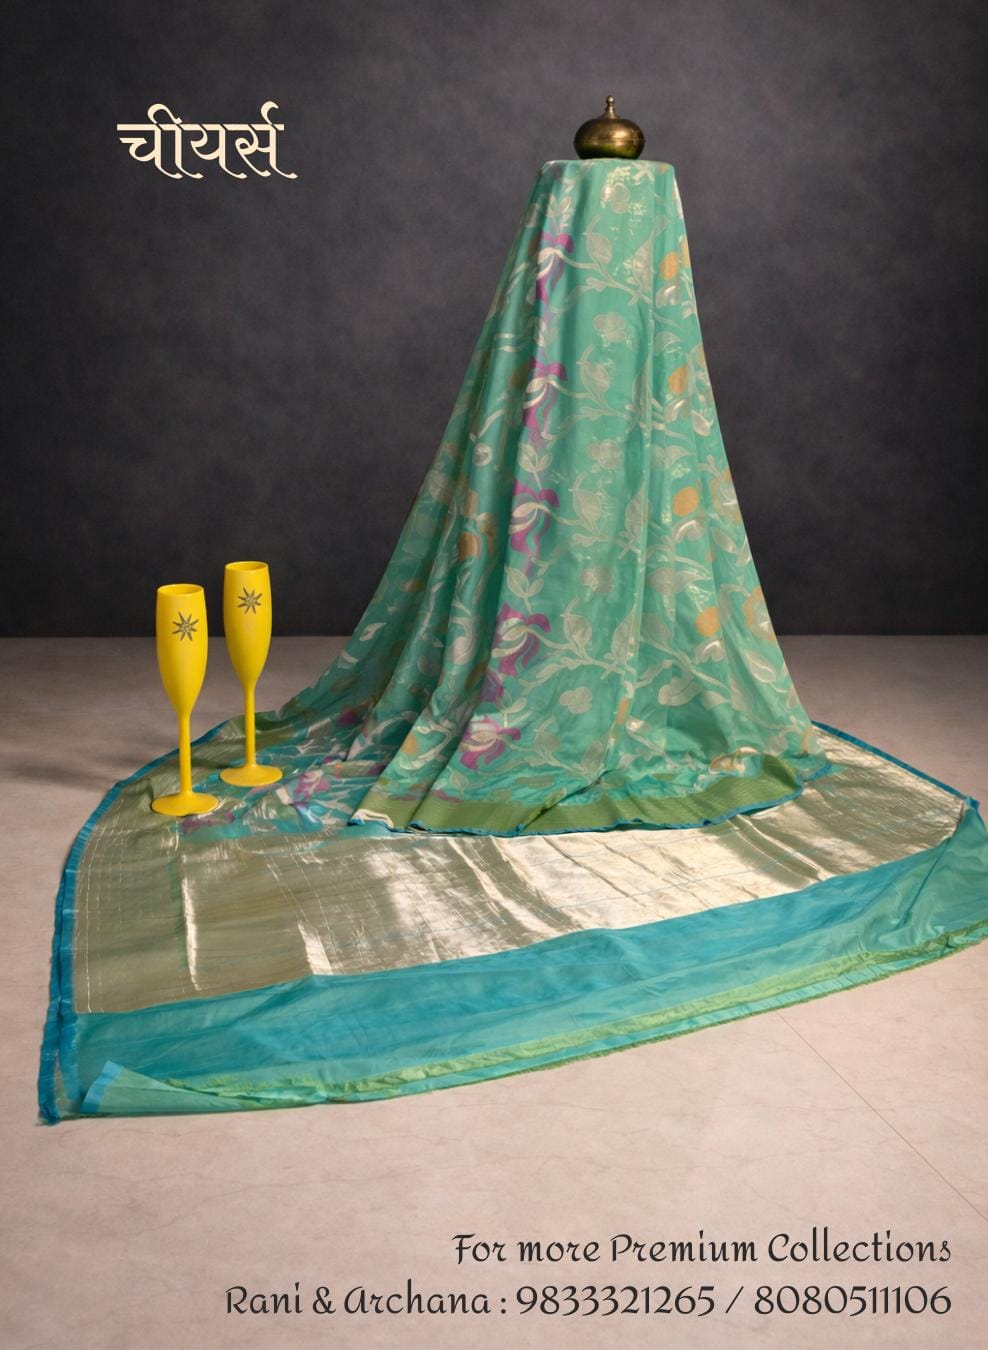 चीयर्स
For more Premium Collections
Rani & Archana : 9833321265 / 8080511106